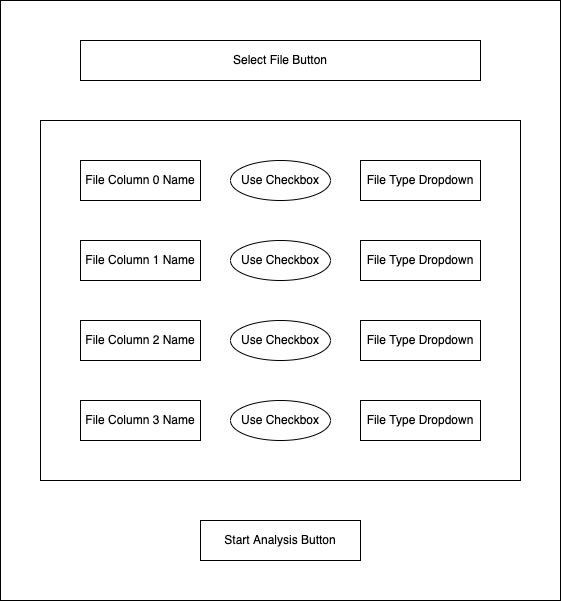 Select File Button
File Column 0 Name Use Checkbox File Type Dropdown
File Column 1 Name Use Checkbox File Type Dropdown
File Column 2 Name Use Checkbox File Type Dropdown
File Column 3 Name Use Checkbox File Type Dropdown
Start Analysis Button